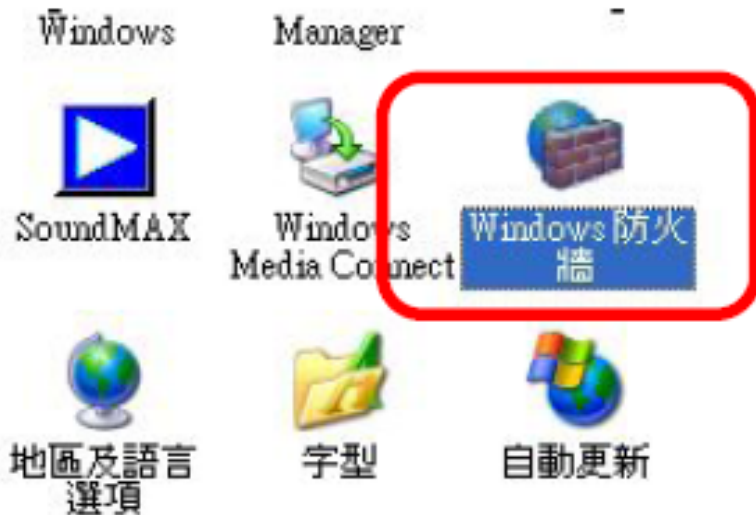 Windows
Manager
SoundMAX
Windows
Media Connect
Windows 防火
牆
地區及語言
選項
字型
自動更新